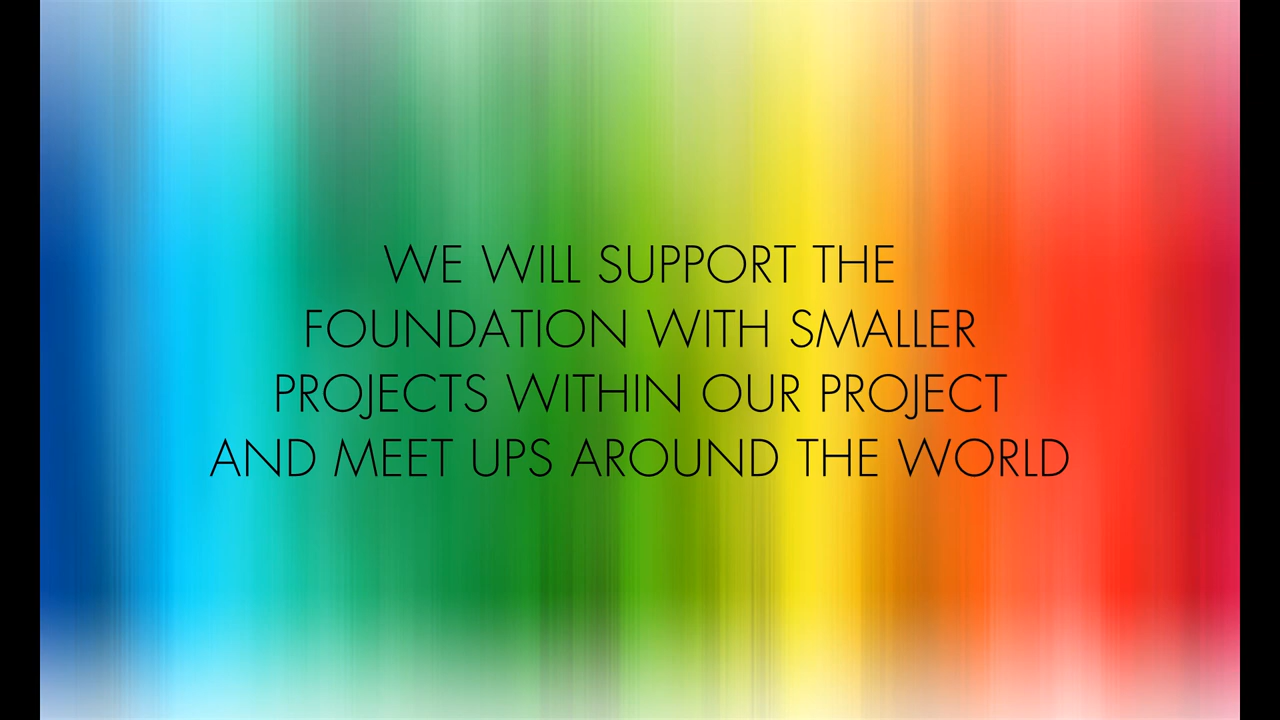 WE WILL SUPPORT THE
FOUNDATION WITH SMALLER
PROJECTS WITHIN OUR PROJECT
AND MEET UPS AROUND THE WORLD